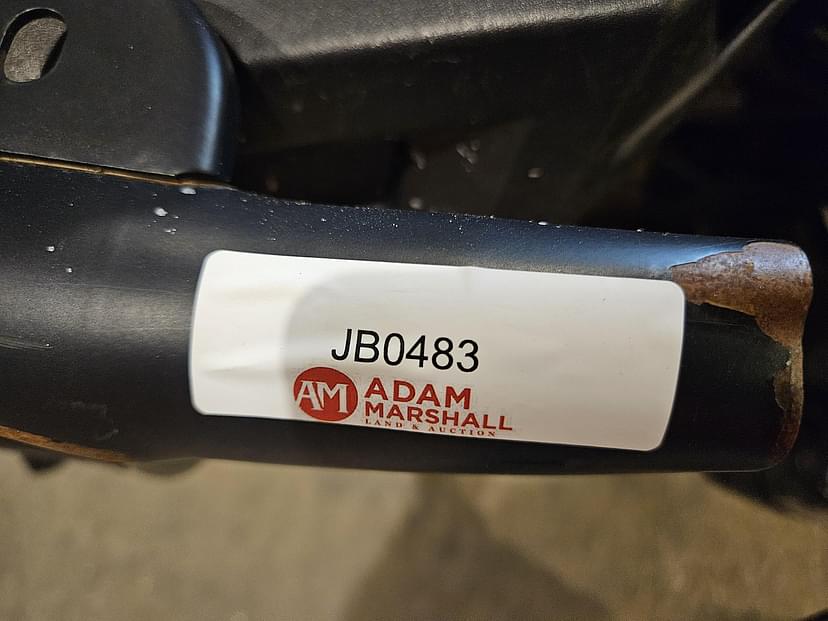 JB0483
AM
ADAM
MARSHALL
LAND & AUCTION